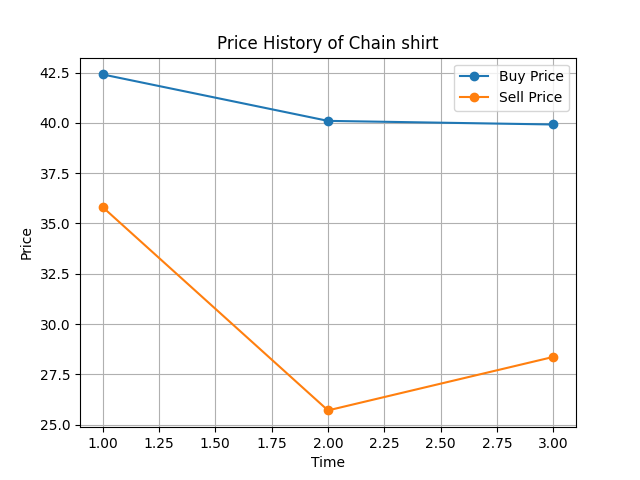 Price History of Chain shirt
Buy Price
Sell Price
42.5
40.0
37.5
35.0
32.5
30.0
27.5
25.0
Price
1.00 1.25 1.50 1.75 2.00 2.25 2.50 2.75 3.00
Time